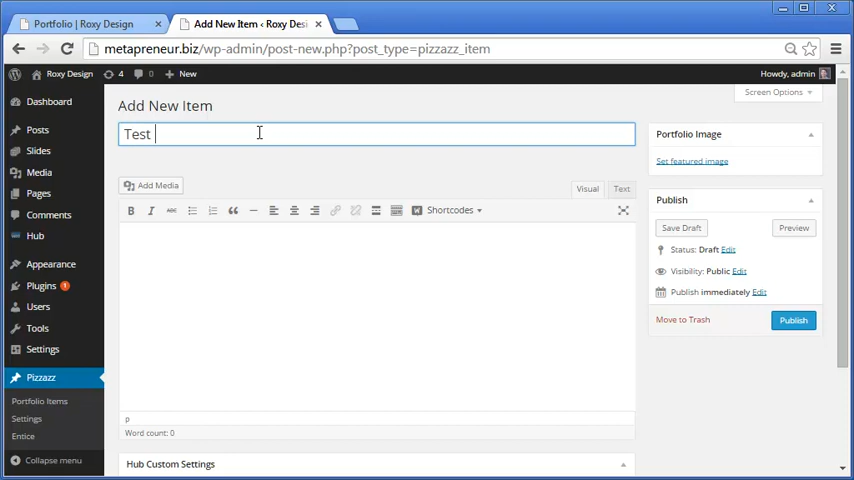 Portfolio | Roxy Design
Add New Item ‹ Roxy Desi
metapreneur.biz/wp-admin/post-new.php?post_type=pizzazz_item
Roxy Design 4 0 + New Howdy, admin
Screen Options
Dashboard
Posts
Slides
Media
Pages
Comments
Hub
Appearance
Plugins 1
Users
Tools
Settings
Pizzazz
Portfolio Items
Settings
Entice
Collapse menu
Add New Item
Test
Add Media
Visual Text
B I ABC Shortcodes
p
Word count: 0
Hub Custom Settings
Portfolio Image
Set featured image
Publish
Save Draft Preview
Status: Draft Edit
Visibility: Public Edit
Publish immediately Edit
Move to Trash Publish